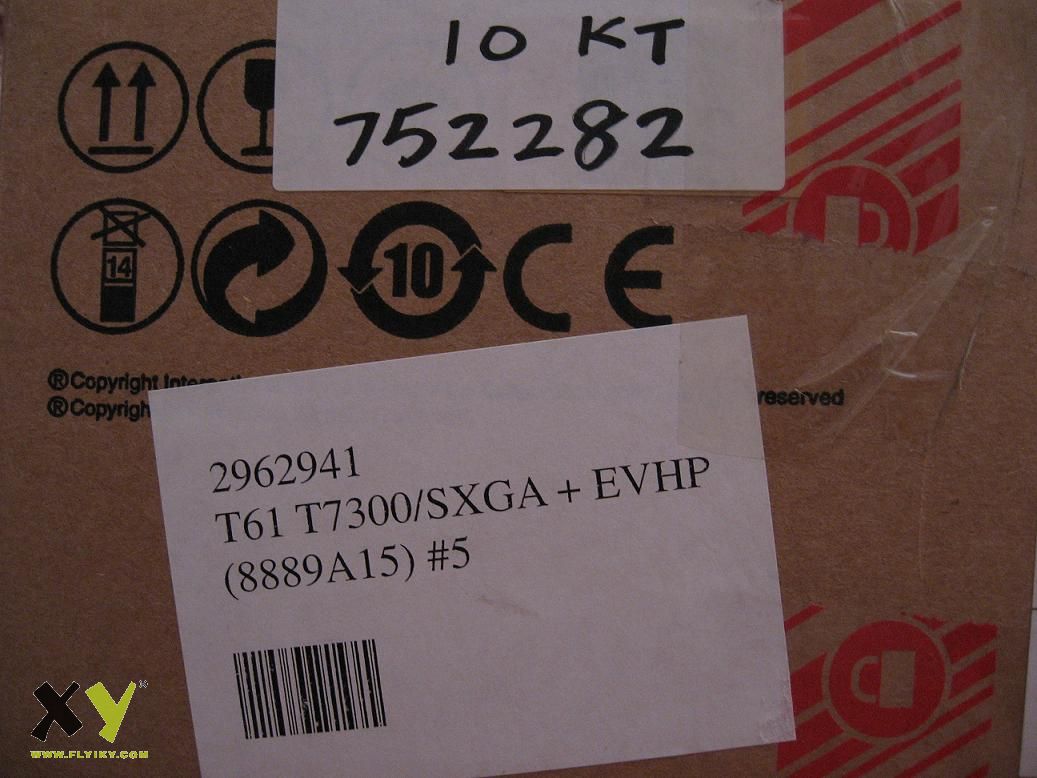 10 KT
752282
14
10
CE
®Copyright
®Copyright
reserved
2962941
T61 T7300/SXGA + EVHP
(8889A15) #5
XY
WWW.FLYIKY.COM